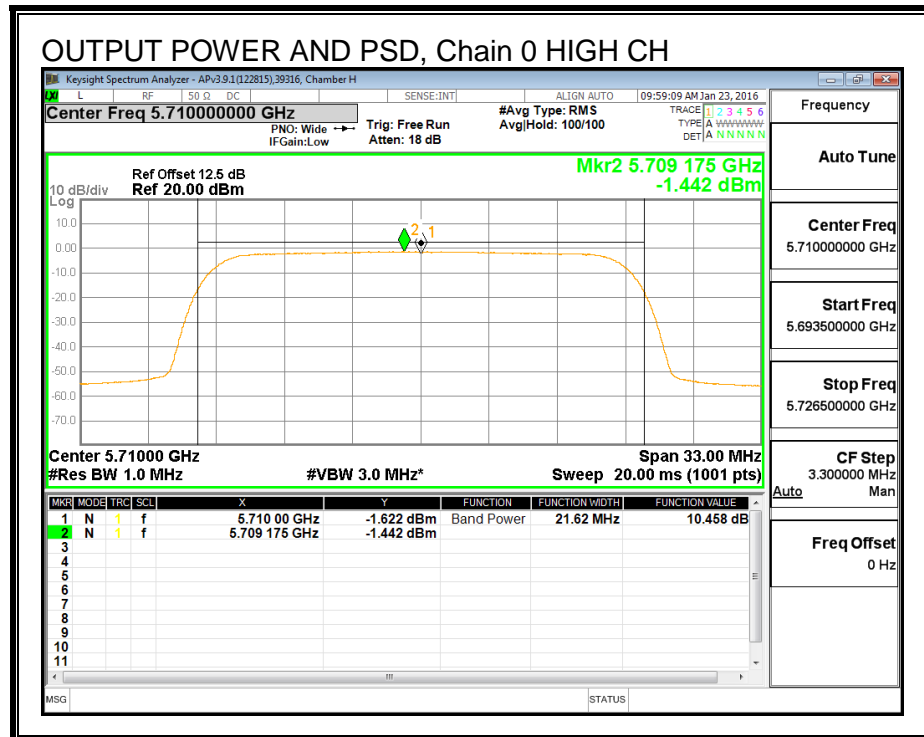 OUTPUT POWER AND PSD, Chain 0 HIGH CH
Keysight Spectrum Analyzer - APv3.9.1(122815),39316, Chamber H
LXI L RF 50 Ω DC SENSE:INT ALIGN AUTO 09:59:09 AM Jan 23, 2016
Center Freq 5.710000000 GHz
PNO: Wide
IFGain:Low
Trig: Free Run
Atten: 18 dB
#Avg Type: RMS
Avg|Hold: 100/100
TRACE 1 2 3 4 5 6
TYPE A WWWWW
DET A N N N N N
Mkr2 5.709 175 GHz
-1.442 dBm
Ref Offset 12.5 dB
10 dB/div Ref 20.00 dBm
Log
10.0
0.00
-10.0
-20.0
-30.0
-40.0
-50.0
-60.0
-70.0
2 1
Center 5.71000 GHz Span 33.00 MHz
#Res BW 1.0 MHz #VBW 3.0 MHz* Sweep 20.00 ms (1001 pts)
MKR MODE TRC SCL X Y FUNCTION FUNCTION WIDTH FUNCTION VALUE
1 N 1 f 5.710 00 GHz -1.622 dBm Band Power 21.62 MHz 10.458 dB
2 N 1 f 5.709 175 GHz -1.442 dBm
3
4
5
6
7
8
9
10
11
MSG STATUS
Frequency
Auto Tune
Center Freq
5.710000000 GHz
Start Freq
5.693500000 GHz
Stop Freq
5.726500000 GHz
CF Step
3.300000 MHz
Auto Man
Freq Offset
0 Hz